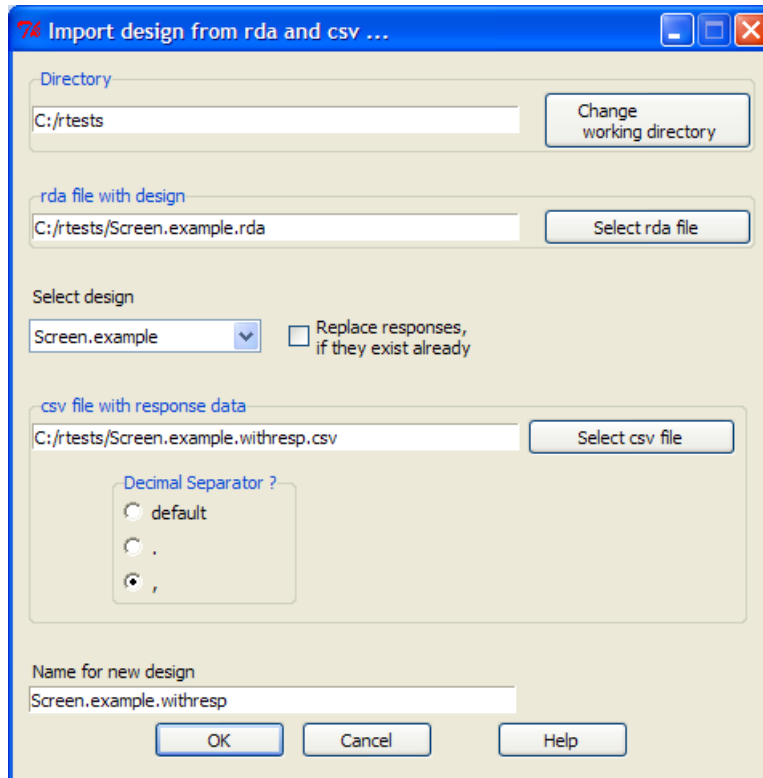 Import design from rda and csv ...
Directory
C:/rtests
Change
working directory
rda file with design
C:/rtests/Screen.example.rda
Select rda file
Select design
Screen.example
Replace responses,
if they exist already
csv file with response data
C:/rtests/Screen.example.withresp.csv
Select csv file
Decimal Separator ?
default
.
,
Name for new design
Screen.example.withresp
OK
Cancel
Help